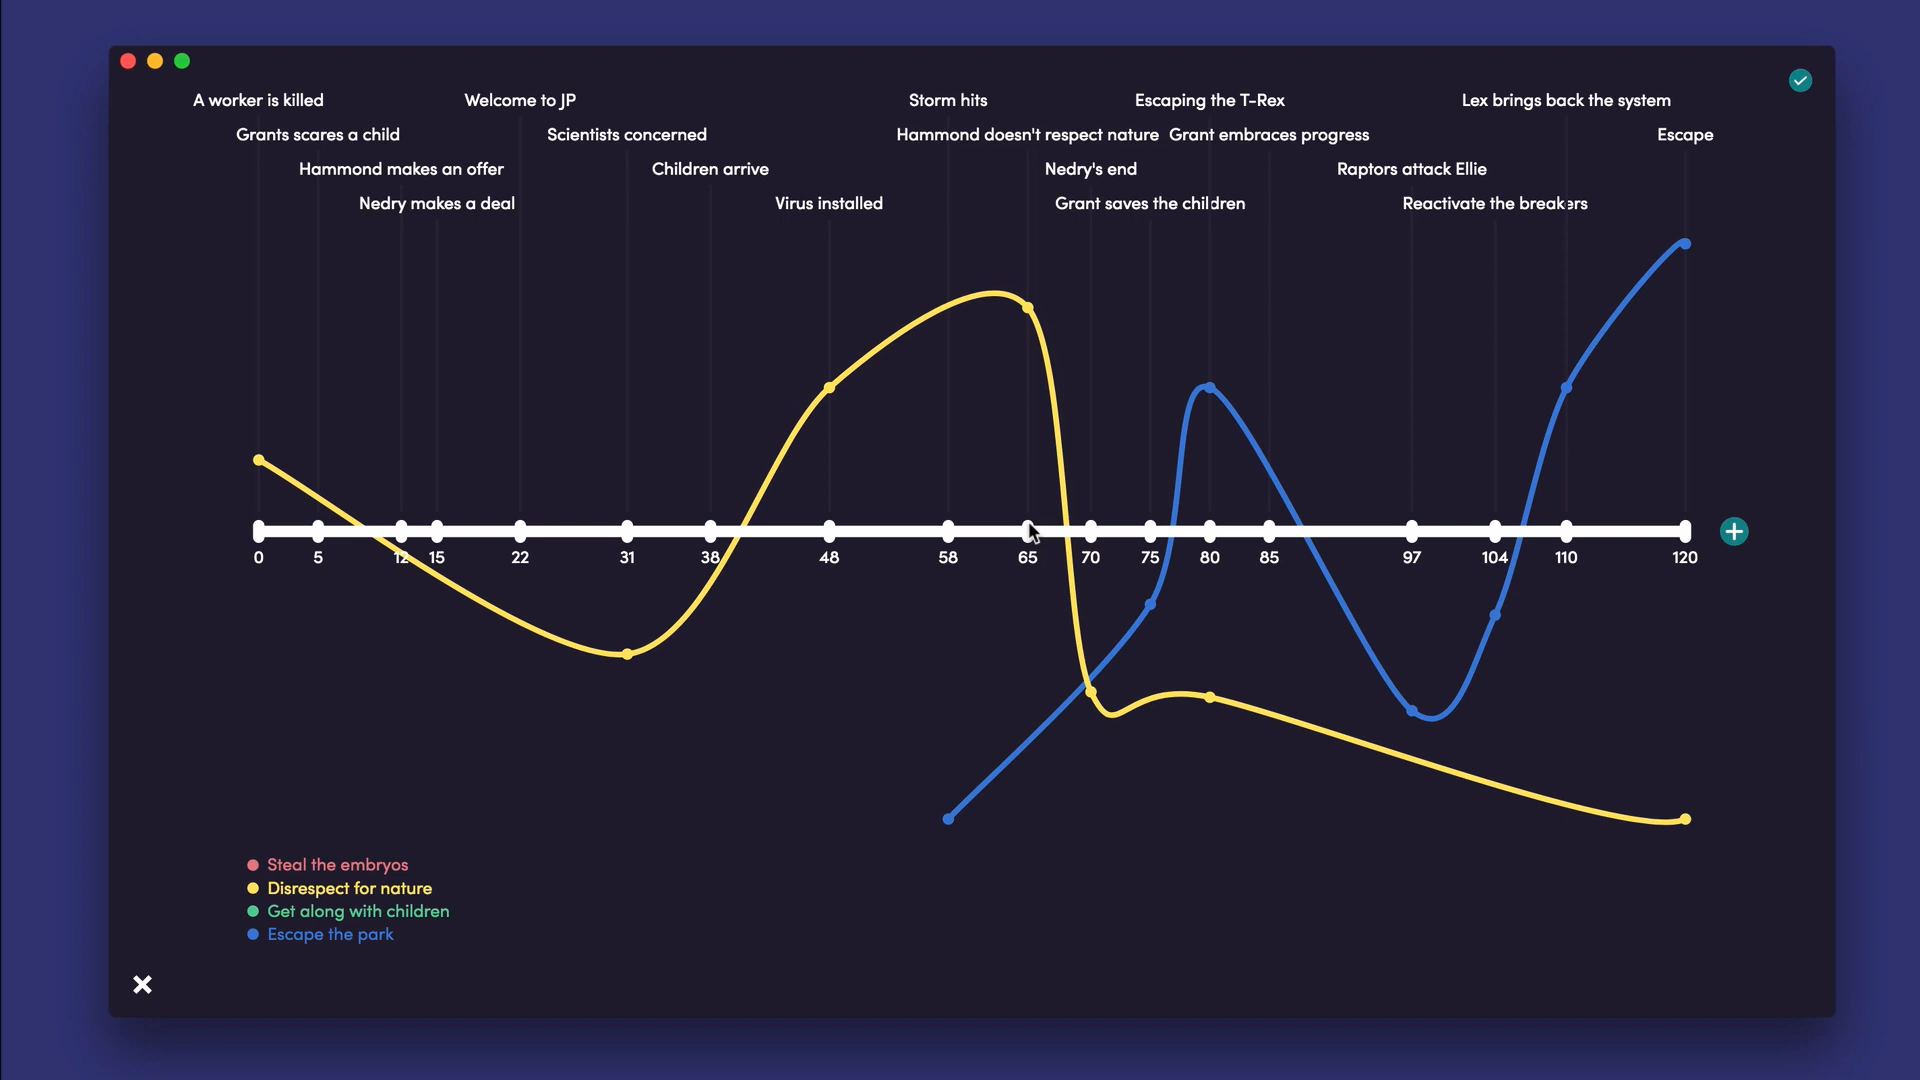 A worker is killed
Welcome to JP
Storm hits
Escaping the T-Rex
Lex brings back the system
Grants scares a child
Scientists concerned
Hammond doesn't respect nature
Grant embraces progress
Escape
Hammond makes an offer
Children arrive
Nedry's end
Raptors attack Ellie
Nedry makes a deal
Virus installed
Grant saves the children
Reactivate the breakers
0 5 12 15 22 31 38 48 58 65 70 75 80 85 97 104 110 120
Steal the embryos
Disrespect for nature
Get along with children
Escape the park